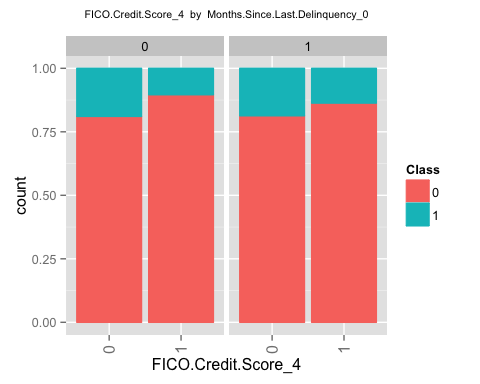 FICO.Credit.Score_4 by Months.Since.Last.Delinquency_0
0 1
1.00
0.75
0.50
0.25
0.00
count
0 1 0 1
FICO.Credit.Score_4
Class
0
1